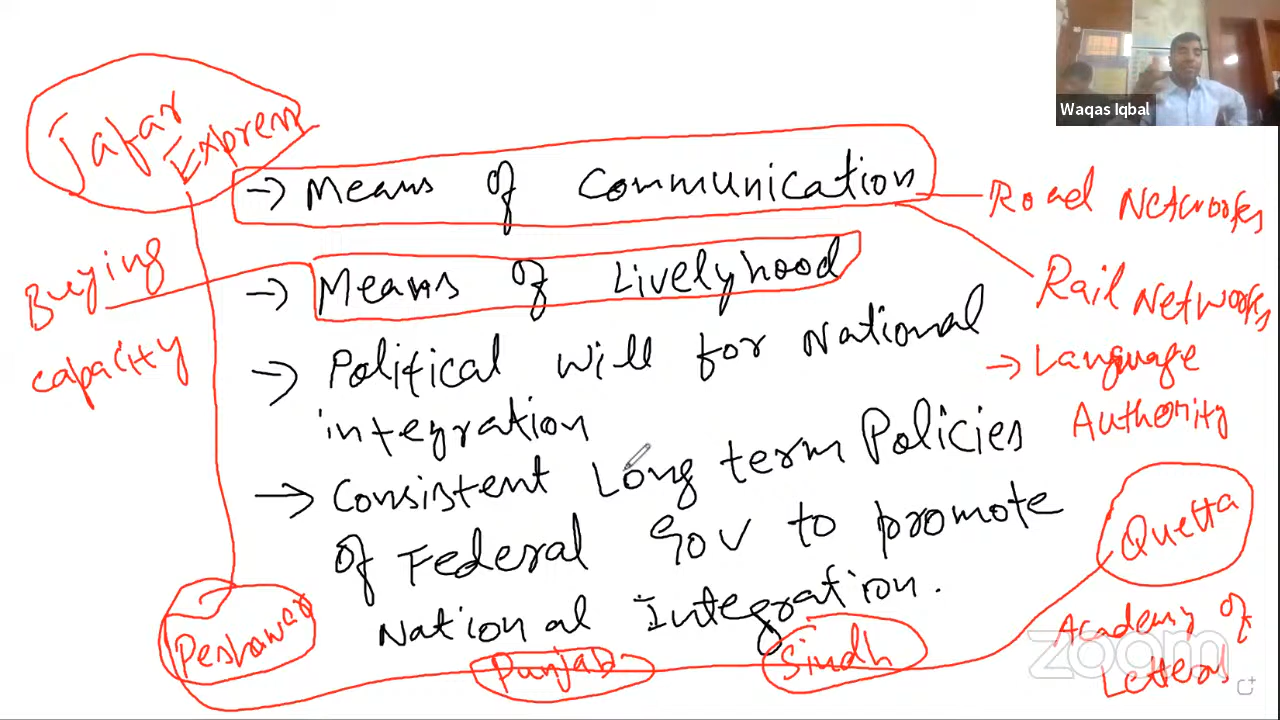 Waqas Iqbal
Jafar
Express
→ Means of Communication
Road Networks
Rail Networks
Buying
capacity
→ Means of Livelyhood
→ Political will for National
integration
→ Language
Authority
→ Consistent Long term Policies
of Federal Gov to promote
National Integration.
Quetta
Peshawar
Punjab
Sindh
Academy of
Letters
zoom